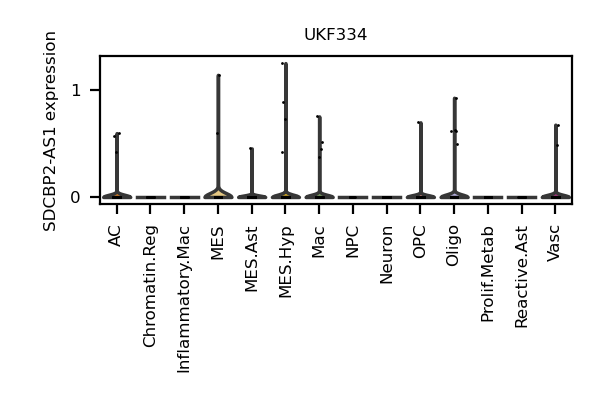 UKF334
SDCBP2-AS1 expression
1
0
AC
Chromatin.Reg
Inflammatory.Mac
MES
MES.Ast
MES.Hyp
Mac
NPC
Neuron
OPC
Oligo
Prolif.Metab
Reactive.Ast
Vasc